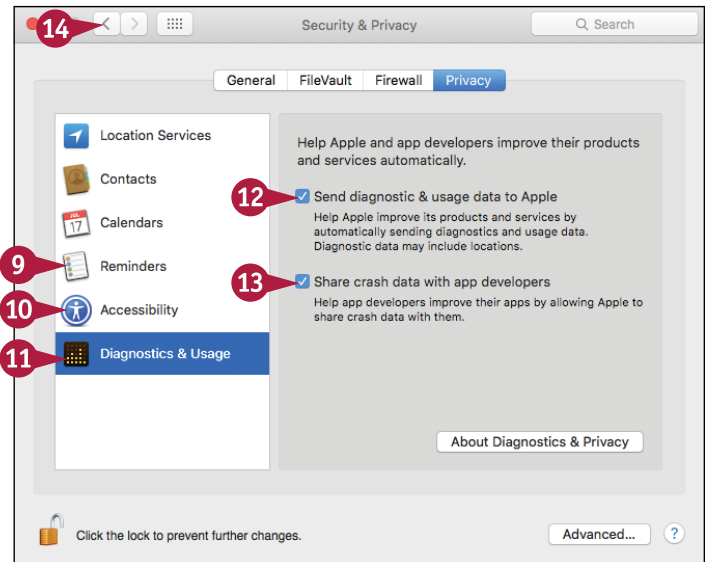 14
Security & Privacy
Search
General FileVault Firewall Privacy
Location Services
Contacts
JUL
17
Calendars
9
Reminders
10
Accessibility
11
Diagnostics & Usage
Help Apple and app developers improve their products
and services automatically.
12
Send diagnostic & usage data to Apple
Help Apple improve its products and services by
automatically sending diagnostics and usage data.
Diagnostic data may include locations.
13
Share crash data with app developers
Help app developers improve their apps by allowing Apple to
share crash data with them.
About Diagnostics & Privacy
Click the lock to prevent further changes.
Advanced...
?